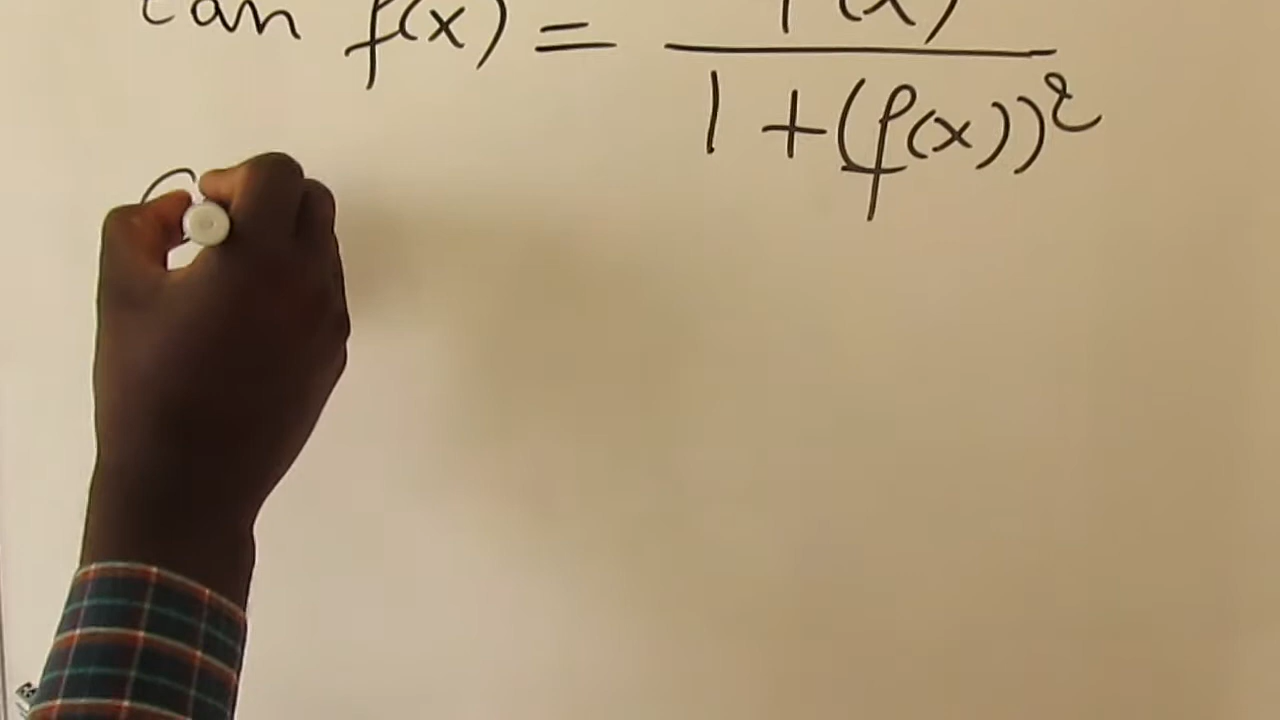 tan f(x) = f(x)
1 + (f(x))²